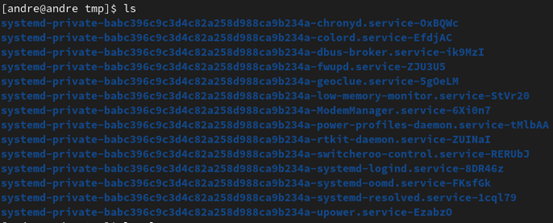 [andre@andre tmp]$ ls
systemd-private-babc396c9c3d4c82a258d988ca9b234a-chronyd.service-OxBQWc
systemd-private-babc396c9c3d4c82a258d988ca9b234a-colord.service-EfdjAC
systemd-private-babc396c9c3d4c82a258d988ca9b234a-dbus-broker.service-ik9MzI
systemd-private-babc396c9c3d4c82a258d988ca9b234a-fwupd.service-ZJU3U5
systemd-private-babc396c9c3d4c82a258d988ca9b234a-geoclue.service-5gOeLM
systemd-private-babc396c9c3d4c82a258d988ca9b234a-low-memory-monitor.service-StVr20
systemd-private-babc396c9c3d4c82a258d988ca9b234a-ModemManager.service-6Xi0n7
systemd-private-babc396c9c3d4c82a258d988ca9b234a-power-profiles-daemon.service-tMlbAA
systemd-private-babc396c9c3d4c82a258d988ca9b234a-rtkit-daemon.service-ZUINaI
systemd-private-babc396c9c3d4c82a258d988ca9b234a-switcheroo-control.service-RERUbJ
systemd-private-babc396c9c3d4c82a258d988ca9b234a-systemd-logind.service-8DR46z
systemd-private-babc396c9c3d4c82a258d988ca9b234a-systemd-oomd.service-FKsfGk
systemd-private-babc396c9c3d4c82a258d988ca9b234a-systemd-resolved.service-1cql79
systemd-private-babc396c9c3d4c82a258d988ca9b234a-upower.service-EzabzO